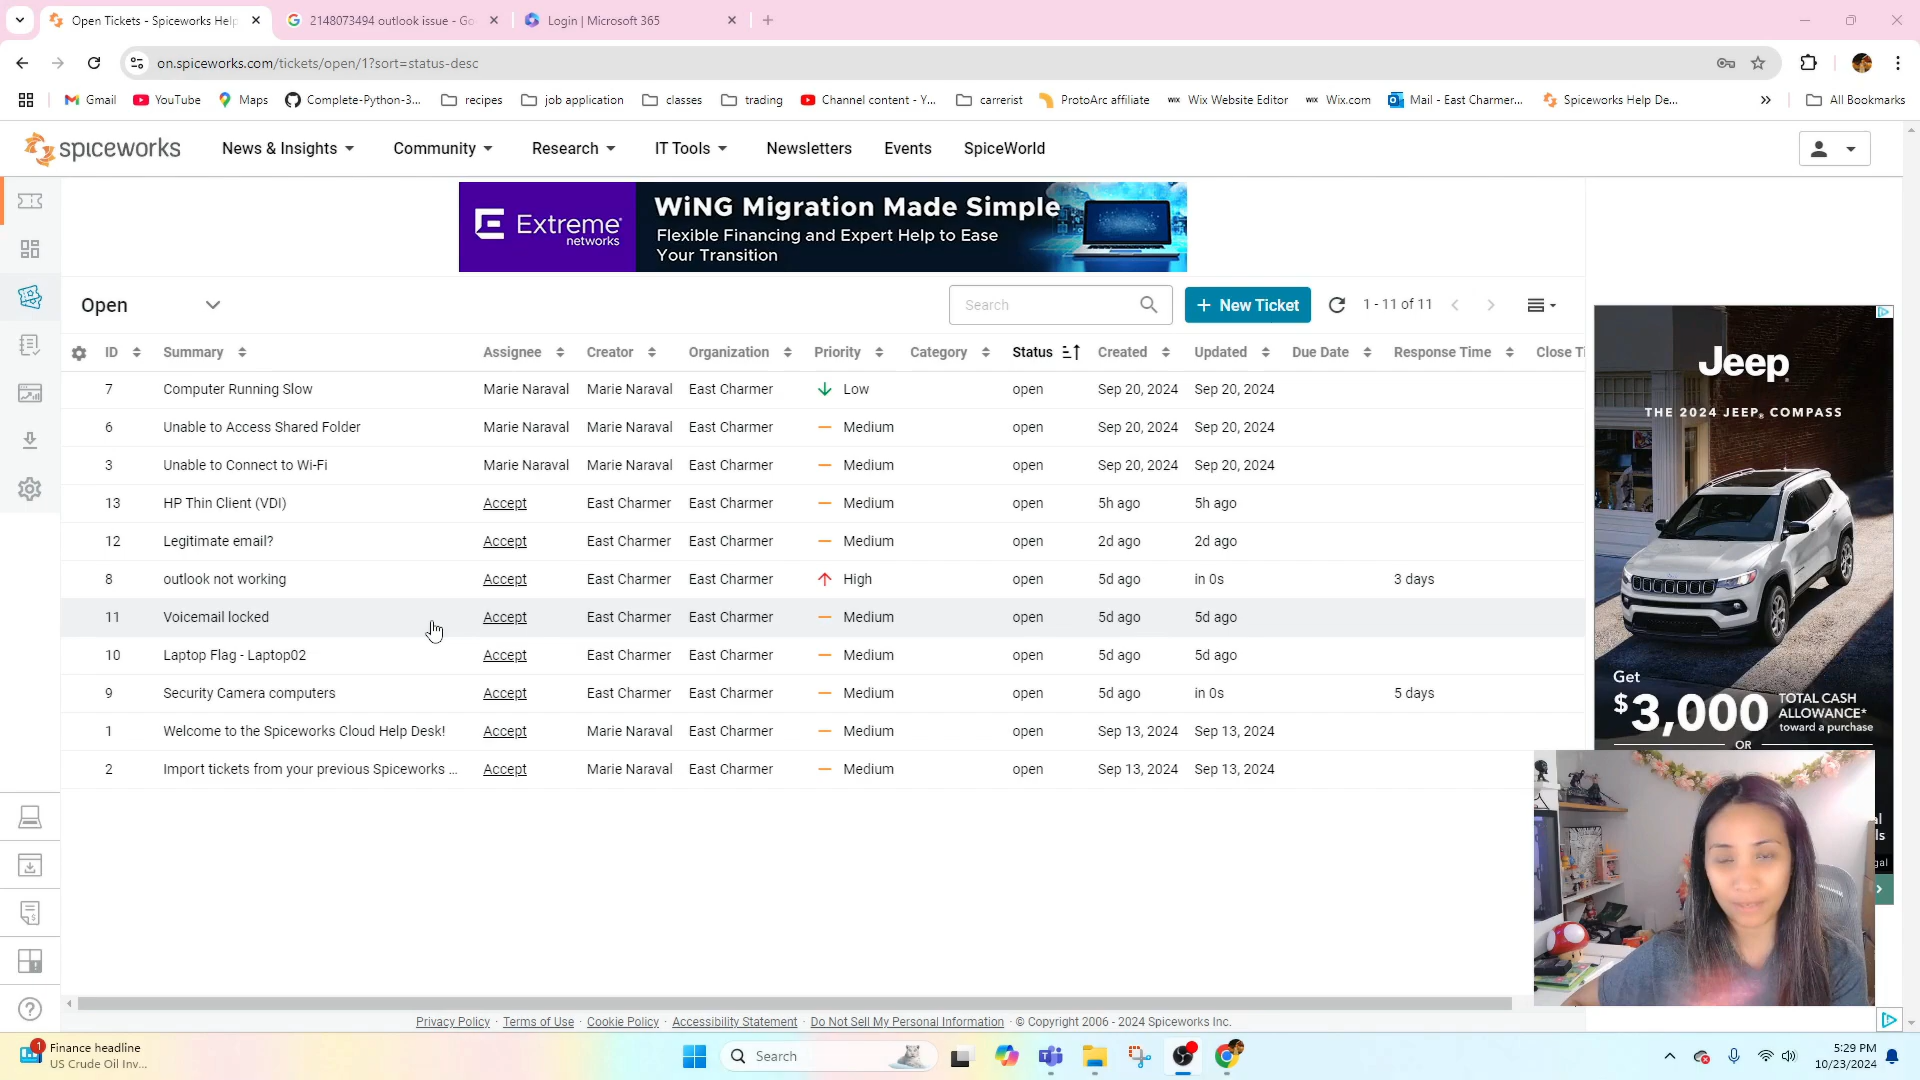 Open Tickets - Spiceworks Help
2148073494 outlook issue - Go
Login | Microsoft 365
on.spiceworks.com/tickets/open/1?sort=status-desc
Gmail
YouTube
Maps
Complete-Python-3...
recipes
job application
classes
trading
Channel content - Y...
carrerist
ProtoArc affiliate
WIX Wix Website Editor
WIX Wix.com
Mail - East Charmer...
Spiceworks Help De...
All Bookmarks
spiceworks
News & Insights
Community
Research
IT Tools
Newsletters
Events
SpiceWorld
Extreme networks
WiNG Migration Made Simple
Flexible Financing and Expert Help to Ease
Your Transition
Open
Search
+ New Ticket
1 - 11 of 11
ID Summary Assignee Creator Organization Priority Category Status Created Updated Due Date Response Time Close Ti
7 Computer Running Slow Marie Naraval Marie Naraval East Charmer Low open Sep 20, 2024 Sep 20, 2024
6 Unable to Access Shared Folder Marie Naraval Marie Naraval East Charmer Medium open Sep 20, 2024 Sep 20, 2024
3 Unable to Connect to Wi-Fi Marie Naraval Marie Naraval East Charmer Medium open Sep 20, 2024 Sep 20, 2024
13 HP Thin Client (VDI) Accept East Charmer East Charmer Medium open 5h ago 5h ago
12 Legitimate email? Accept East Charmer East Charmer Medium open 2d ago 2d ago
8 outlook not working Accept East Charmer East Charmer High open 5d ago in 0s 3 days
11 Voicemail locked Accept East Charmer East Charmer Medium open 5d ago 5d ago
10 Laptop Flag - Laptop02 Accept East Charmer East Charmer Medium open 5d ago 5d ago
9 Security Camera computers Accept East Charmer East Charmer Medium open 5d ago in 0s 5 days
1 Welcome to the Spiceworks Cloud Help Desk! Accept Marie Naraval East Charmer Medium open Sep 13, 2024 Sep 13, 2024
2 Import tickets from your previous Spiceworks ... Accept Marie Naraval East Charmer Medium open Sep 13, 2024 Sep 13, 2024
Jeep
THE 2024 JEEP® COMPASS
Get
$3,000 TOTAL CASH
ALLOWANCE*
toward a purchase
OR
al
ls
gal
Privacy Policy · Terms of Use · Cookie Policy · Accessibility Statement · Do Not Sell My Personal Information · © Copyright 2006 - 2024 Spiceworks Inc.
1
Finance headline
US Crude Oil Inv...
Search
5:29 PM
10/23/2024